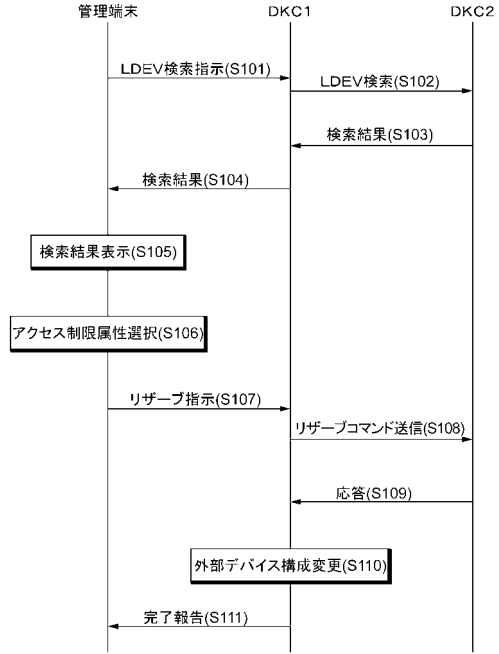 管理端末 DKC1 DKC2
LDEV検索指示(S101)
LDEV検索(S102)
検索結果(S103)
検索結果(S104)
検索結果表示(S105)
アクセス制限属性選択(S106)
リザーブ指示(S107)
リザーブコマンド送信(S108)
応答(S109)
外部デバイス構成変更(S110)
完了報告(S111)